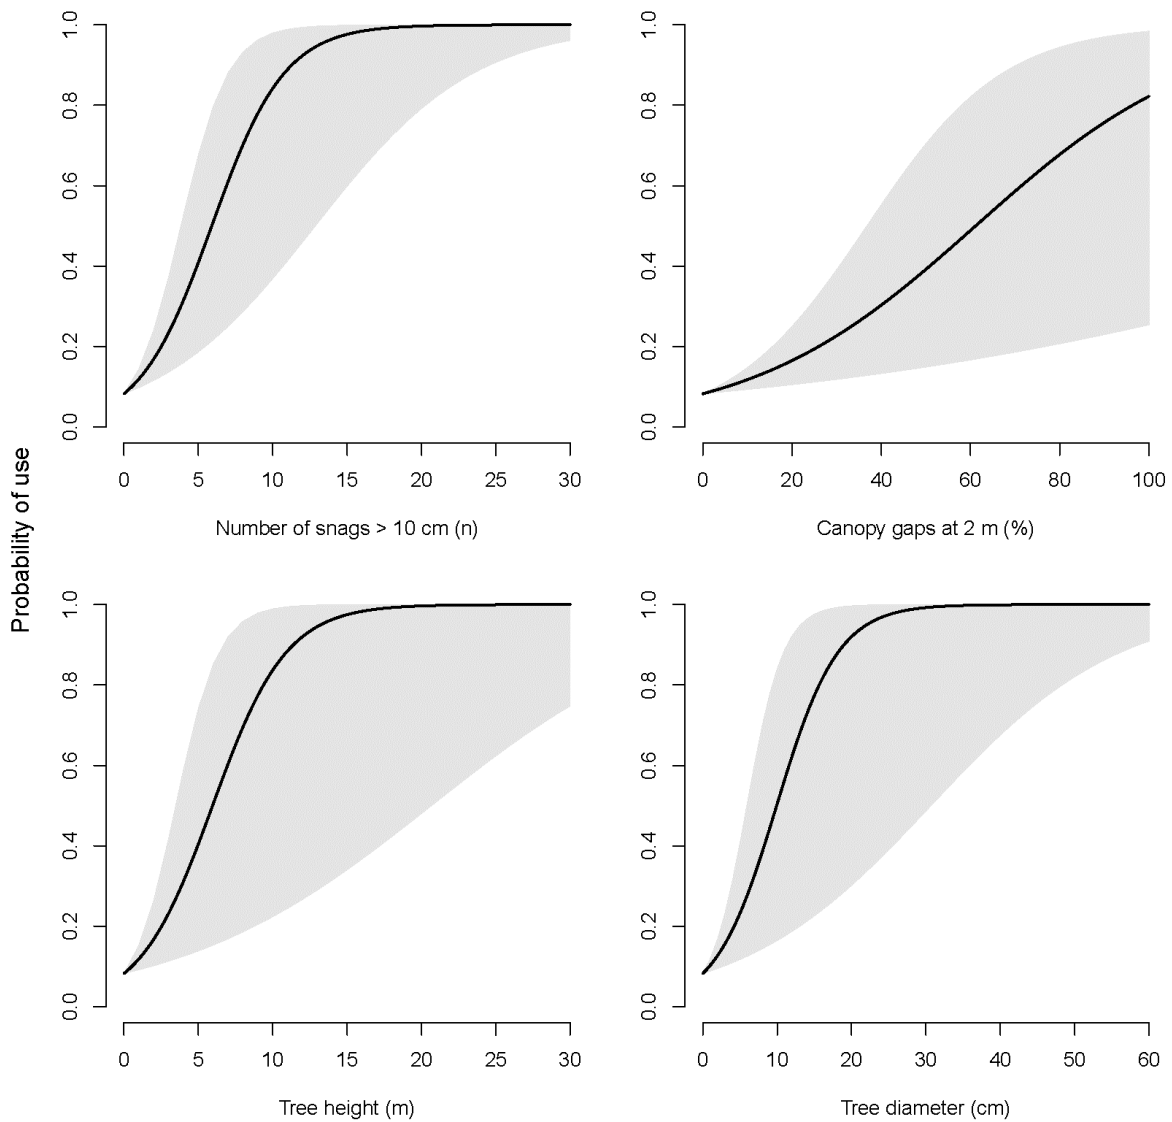 Probability of use
0.0 0.2 0.4 0.6 0.8 1.0
0 5 10 15 20 25 30
Number of snags > 10 cm (n)
0.0 0.2 0.4 0.6 0.8 1.0
0 20 40 60 80 100
Canopy gaps at 2 m (%)
0.0 0.2 0.4 0.6 0.8 1.0
0 5 10 15 20 25 30
Tree height (m)
0.0 0.2 0.4 0.6 0.8 1.0
0 10 20 30 40 50 60
Tree diameter (cm)